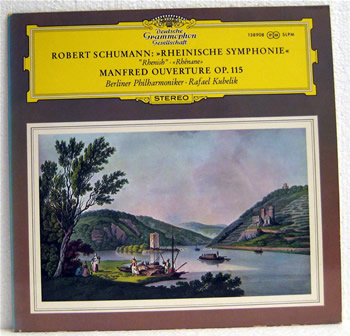 Deutsche
Grammophon
Gesellschaft
138908
SLPM
ROBERT SCHUMANN: »RHEINISCHE SYMPHONIE«
"Rhenish" · «Rhénane»
MANFRED OUVERTURE OP. 115
Berliner Philharmoniker · Rafael Kubelik
STEREO